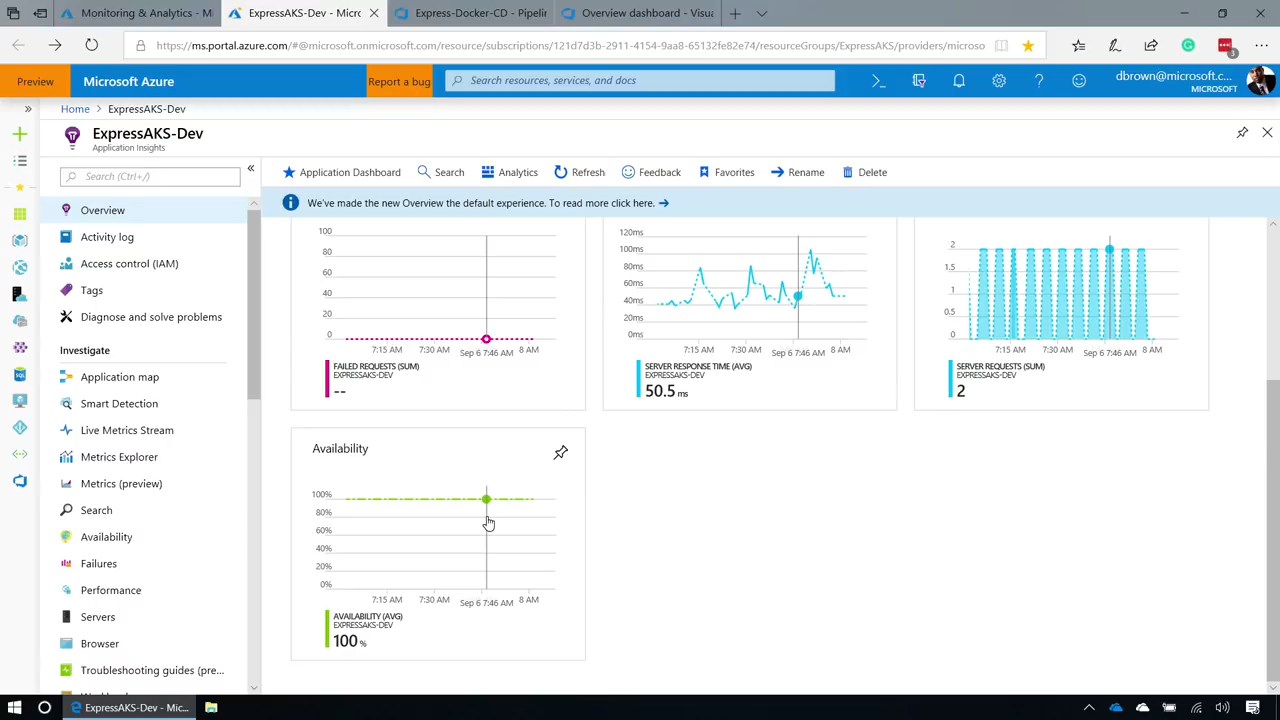 Monitoring & Analytics - M
ExpressAKS-Dev - Micro
Express-Docker-CD - Pipelin
Overview dashboard - Visua
https://ms.portal.azure.com/#@microsoft.onmicrosoft.com/resource/subscriptions/121d7d3b-2911-4154-9aa8-65132fe82e74/resourceGroups/ExpressAKS/providers/microso
3
Preview
Microsoft Azure
Report a bug
Search resources, services, and docs
dbrown@microsoft.c...
MICROSOFT
Home > ExpressAKS-Dev
ExpressAKS-Dev
Application Insights
Search (Ctrl+/)
Application Dashboard
Search
Analytics
Refresh
Feedback
Favorites
Rename
Delete
We've made the new Overview the default experience. To read more click here.
Overview
Activity log
Access control (IAM)
Tags
Diagnose and solve problems
Investigate
Application map
Smart Detection
Live Metrics Stream
Metrics Explorer
Metrics (preview)
Search
Availability
Failures
Performance
Servers
Browser
Troubleshooting guides (pre...
100
80
60
40
20
0
7:15 AM
7:30 AM
Sep 6 7:46 AM
8 AM
FAILED REQUESTS (SUM)
EXPRESSAKS-DEV
--
120ms
100ms
80ms
60ms
40ms
20ms
0ms
7:15 AM
7:30 AM
Sep 6 7:46 AM
8 AM
SERVER RESPONSE TIME (AVG)
EXPRESSAKS-DEV
50.5 ms
2
1.5
1
0.5
0
7:15 AM
7:30 AM
Sep 6 7:46 AM
8 AM
SERVER REQUESTS (SUM)
EXPRESSAKS-DEV
2
Availability
100%
80%
60%
40%
20%
0%
7:15 AM
7:30 AM
Sep 6 7:46 AM
8 AM
AVAILABILITY (AVG)
EXPRESSAKS-DEV
100 %
ExpressAKS-Dev - Mic...